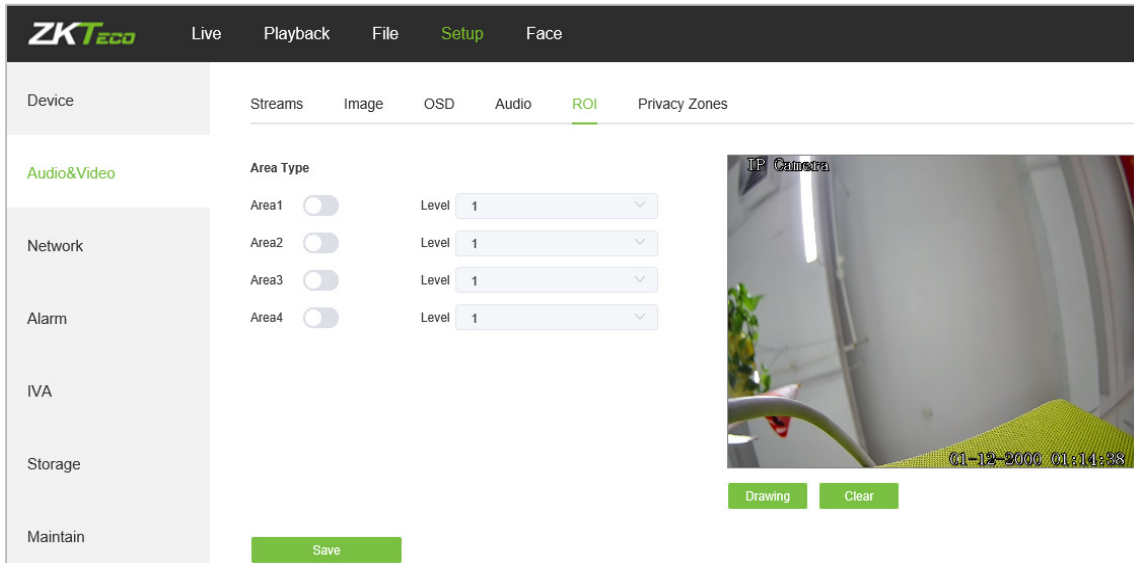 ZKTECO Live Playback File Setup Face
Device
Audio&Video
Network
Alarm
IVA
Storage
Maintain
Streams Image OSD Audio ROI Privacy Zones
Area Type
Area1 Level 1
Area2 Level 1
Area3 Level 1
Area4 Level 1
Save
IP Camera
01-12-2000 01:14:38
Drawing Clear